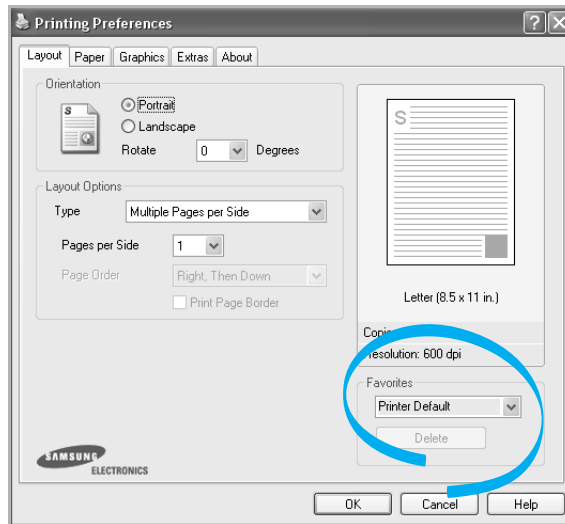 Printing Preferences
Layout Paper Graphics Extras About
Orientation
S
Portrait
Landscape
Rotate 0 Degrees
Layout Options
Type Multiple Pages per Side
Pages per Side 1
Page Order Right, Then Down
Print Page Border
SAMSUNG
ELECTRONICS
S
Letter (8.5 x 11 in.)
Resolution: 600 dpi
Favorites
Printer Default
Delete
OK Cancel Help